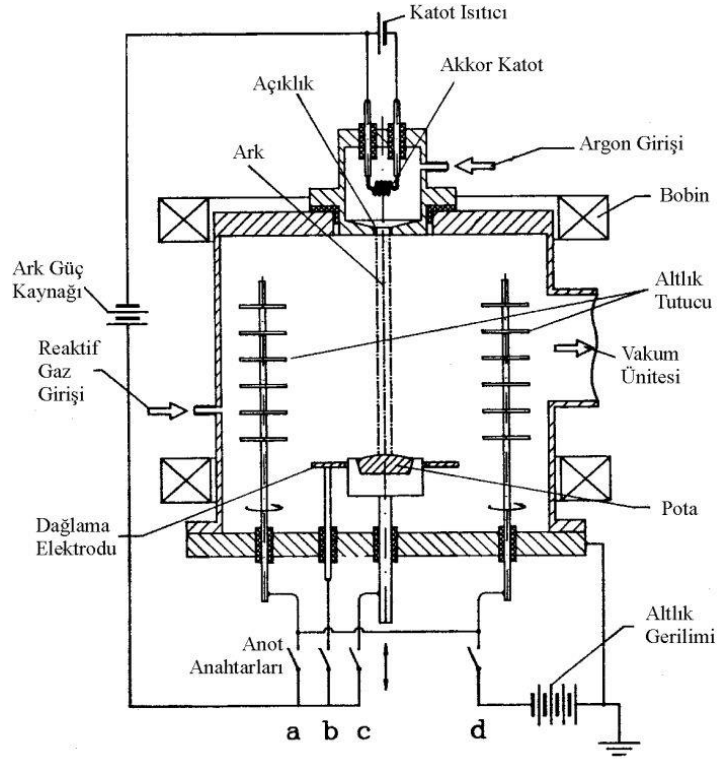 Katot Isıtıcı
Akkor Katot
Açıklık
Ark
Argon Girişi
Bobin
Ark Güç
Kaynağı
Altlık
Tutucu
Reaktif
Gaz
Girişi
Vakum
Ünitesi
Dağlama
Elektrodu
Pota
Anot
Anahtarları
Altlık
Gerilimi
a b c d